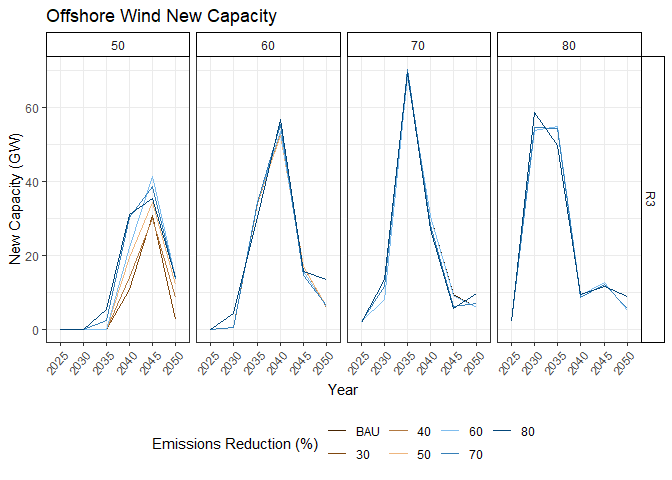 Offshore Wind New Capacity
50 60 70 80
R3
New Capacity (GW)
60
40
20
0
2025 2030 2035 2040 2045 2050 2025 2030 2035 2040 2045 2050 2025 2030 2035 2040 2045 2050 2025 2030 2035 2040 2045 2050
Year
Emissions Reduction (%)
BAU 40 60 80
30 50 70